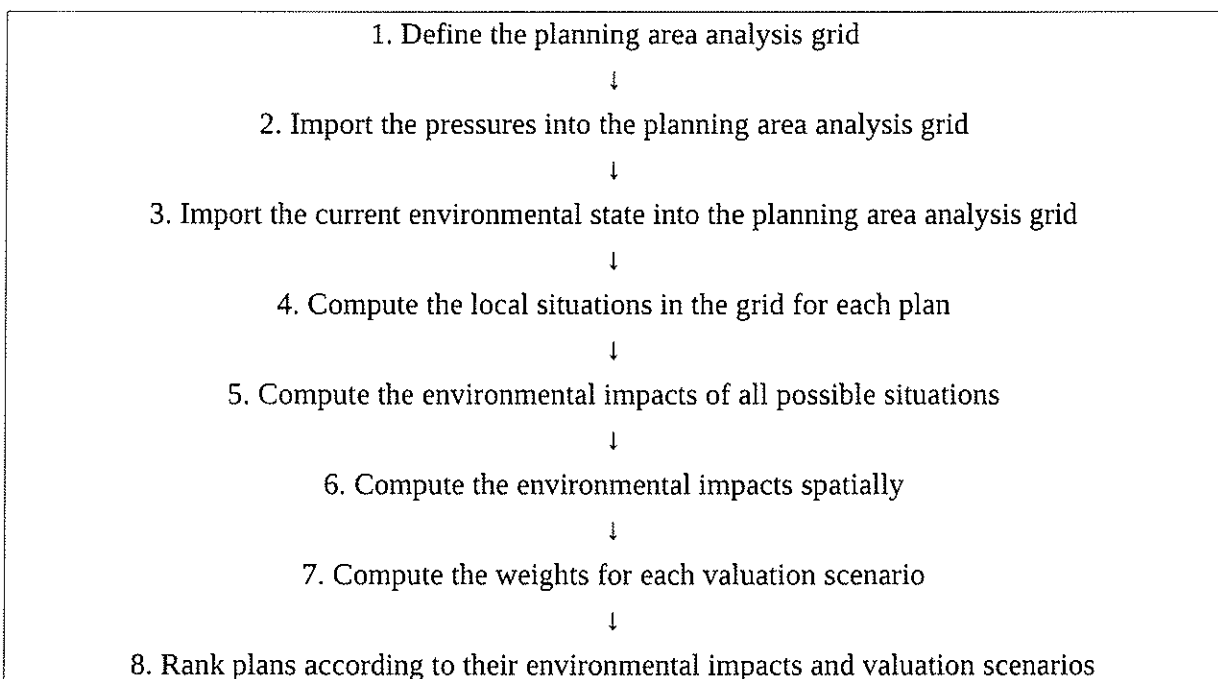 1. Define the planning area analysis grid
↓
2. Import the pressures into the planning area analysis grid
↓
3. Import the current environmental state into the planning area analysis grid
↓
4. Compute the local situations in the grid for each plan
↓
5. Compute the environmental impacts of all possible situations
↓
6. Compute the environmental impacts spatially
↓
7. Compute the weights for each valuation scenario
↓
8. Rank plans according to their environmental impacts and valuation scenarios